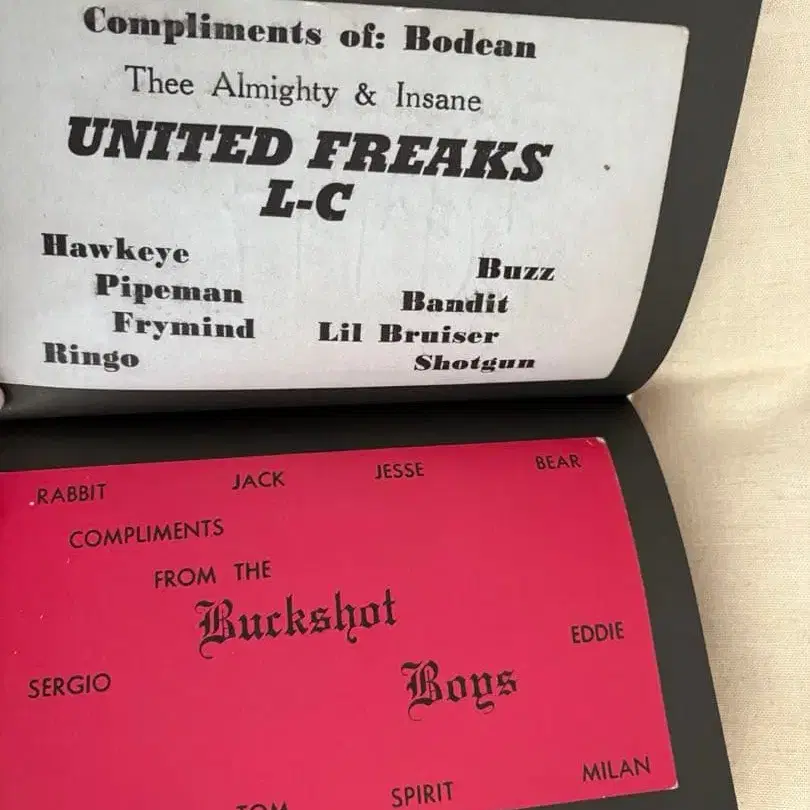 Compliments of: Bodean
Thee Almighty & Insane
UNITED FREAKS
L-C
Hawkeye
Buzz
Pipeman
Bandit
Frymind
Lil Bruiser
Ringo
Shotgun
RABBIT JACK JESSE BEAR
COMPLIMENTS
FROM THE
Buckshot
EDDIE
SERGIO
Boys
MILAN
SPIRIT
TOM